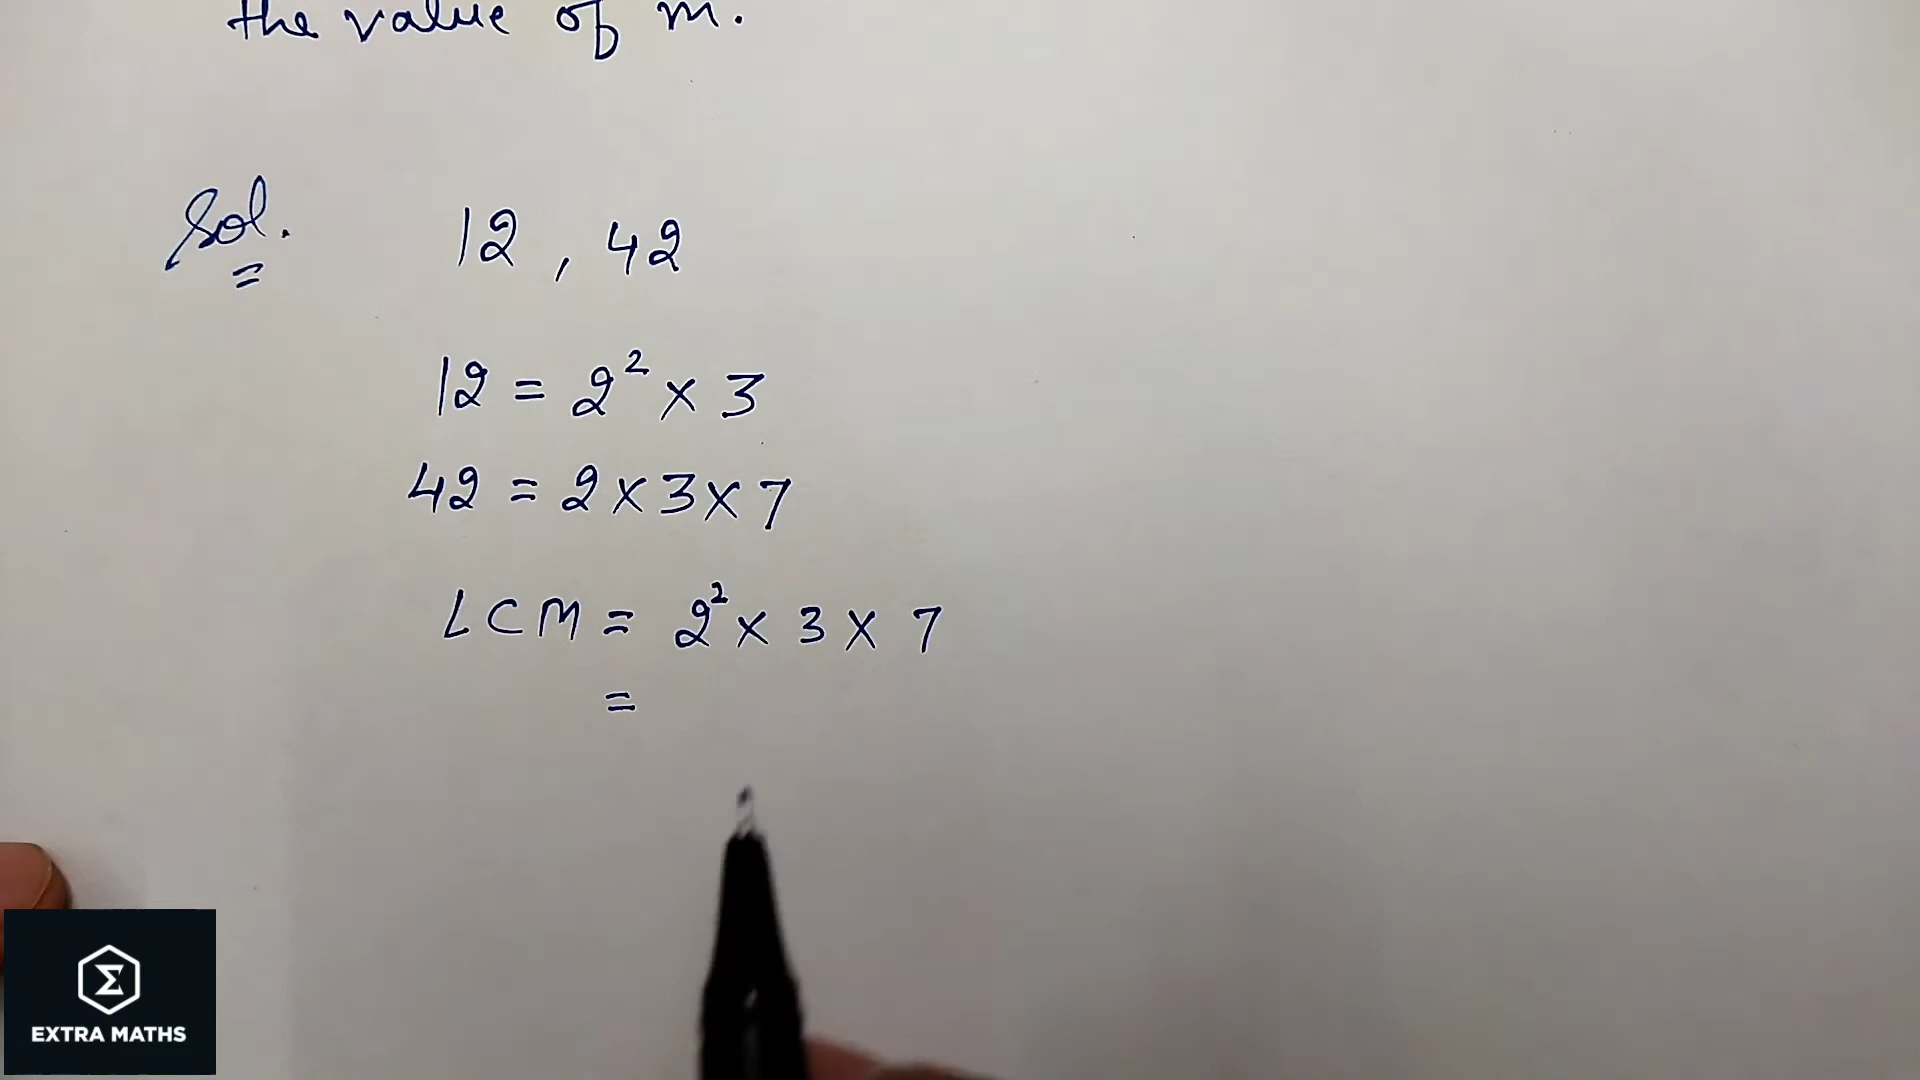 the value of m.
Sol. 12, 42
12 = 2² × 3
42 = 2 × 3 × 7
LCM = 2² × 3 × 7
=
Σ
EXTRA MATHS